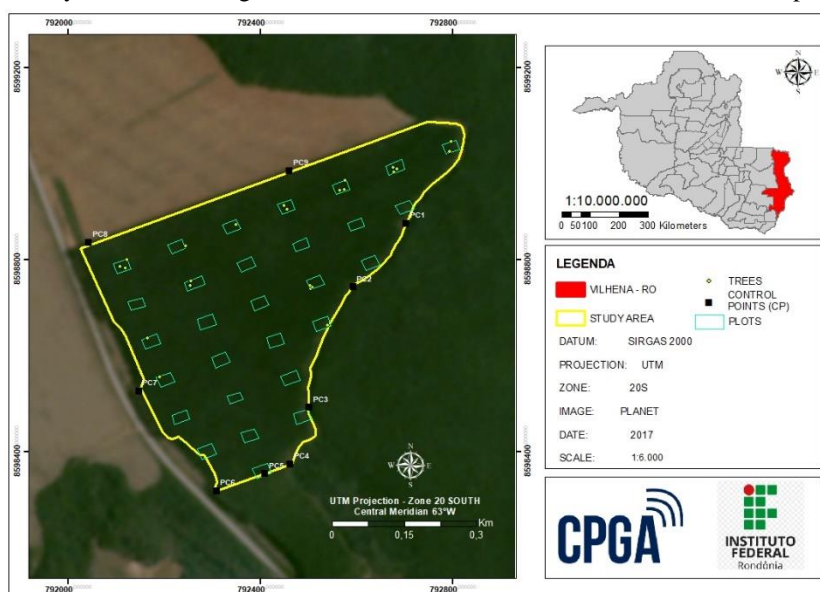 792000
792400
792800
8599200
8598800
8598400
8599200
8598800
8598400
PC9
PC8
PC1
PC2
PC7
PC3
PC4
PC5
PC6
N
W
E
S
UTM Projection - Zone 20 SOUTH
Central Meridian 63°W
Km
0 0,15 0,3
792000
792400
792800
N
W
E
S
1:10.000.000
0 50 100 200 300 Kilometers
LEGENDA
VILHENA - RO
TREES
CONTROL
POINTS (CP)
STUDY AREA
PLOTS
DATUM: SIRGAS 2000
PROJECTION: UTM
ZONE: 20S
IMAGE: PLANET
DATE: 2017
SCALE: 1:6.000
CPGA
INSTITUTO
FEDERAL
Rondônia